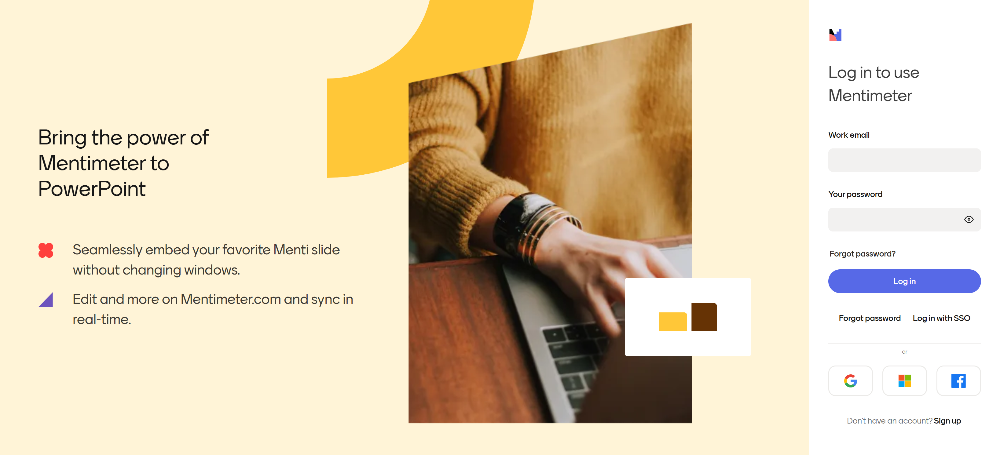 Bring the power of
Mentimeter to
PowerPoint
Seamlessly embed your favorite Menti slide
without changing windows.
Edit and more on Mentimeter.com and sync in
real-time.
Log in to use
Mentimeter
Work email
Your password
Forgot password?
Log in
Forgot password Log in with SSO
or
Don't have an account? Sign up